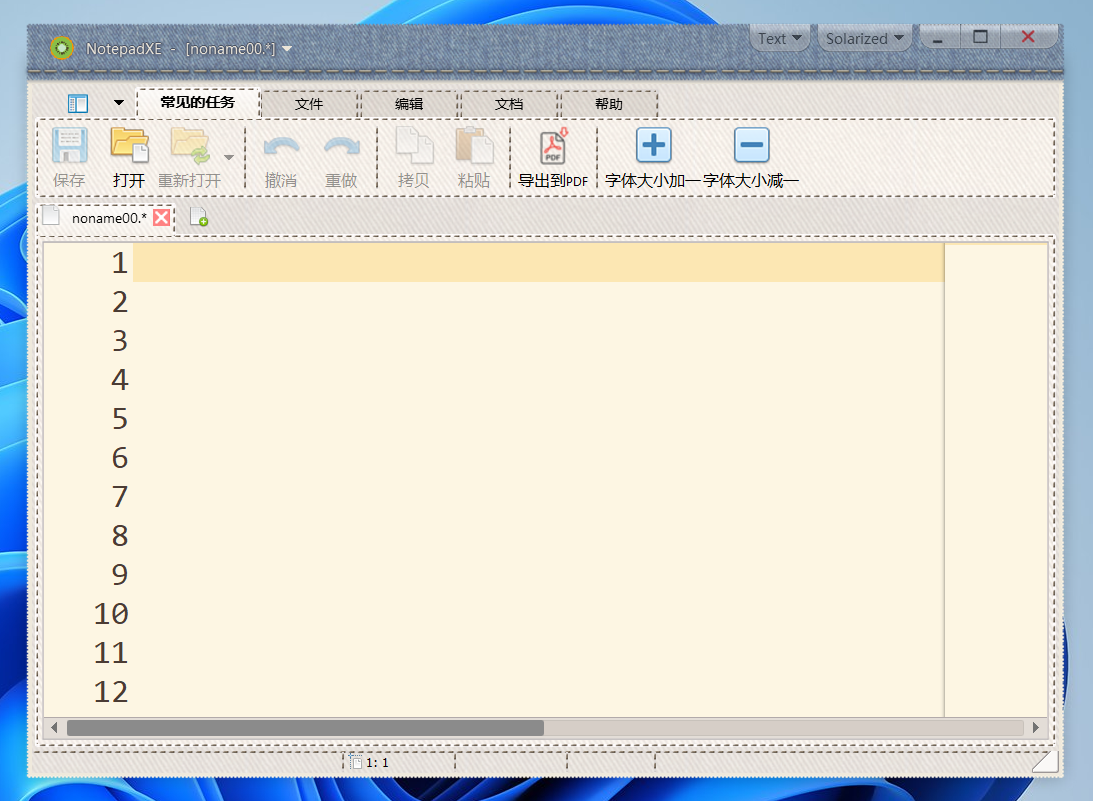 NotepadXE - [noname00.*]
Text
Solarized
常见的任务 文件 编辑 文档 帮助
保存 打开 重新打开 撤消 重做 拷贝 粘贴 导出到PDF 字体大小加一 字体大小减一
noname00.*
1
2
3
4
5
6
7
8
9
10
11
12
1: 1